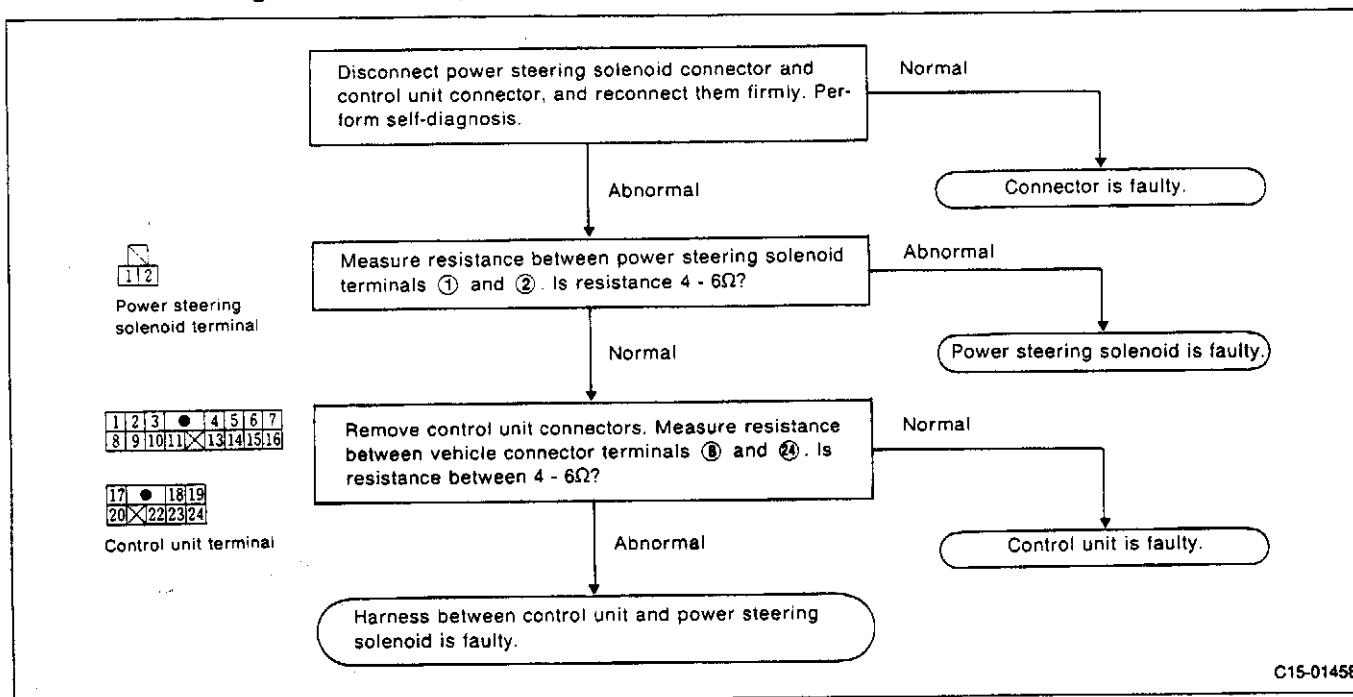 Disconnect power steering solenoid connector and
control unit connector, and reconnect them firmly. Per-
form self-diagnosis.
Normal
Connector is faulty.
Abnormal
1 2
Power steering
solenoid terminal
Measure resistance between power steering solenoid
terminals ① and ②. Is resistance 4 - 6Ω?
Abnormal
Power steering solenoid is faulty.
Normal
1 2 3 ● 4 5 6 7
8 9 10 11 13 14 15 16
17 ● 18 19
20 22 23 24
Control unit terminal
Remove control unit connectors. Measure resistance
between vehicle connector terminals ⑧ and ㉔. Is
resistance between 4 - 6Ω?
Normal
Control unit is faulty.
Abnormal
Harness between control unit and power steering
solenoid is faulty.
C15-01458